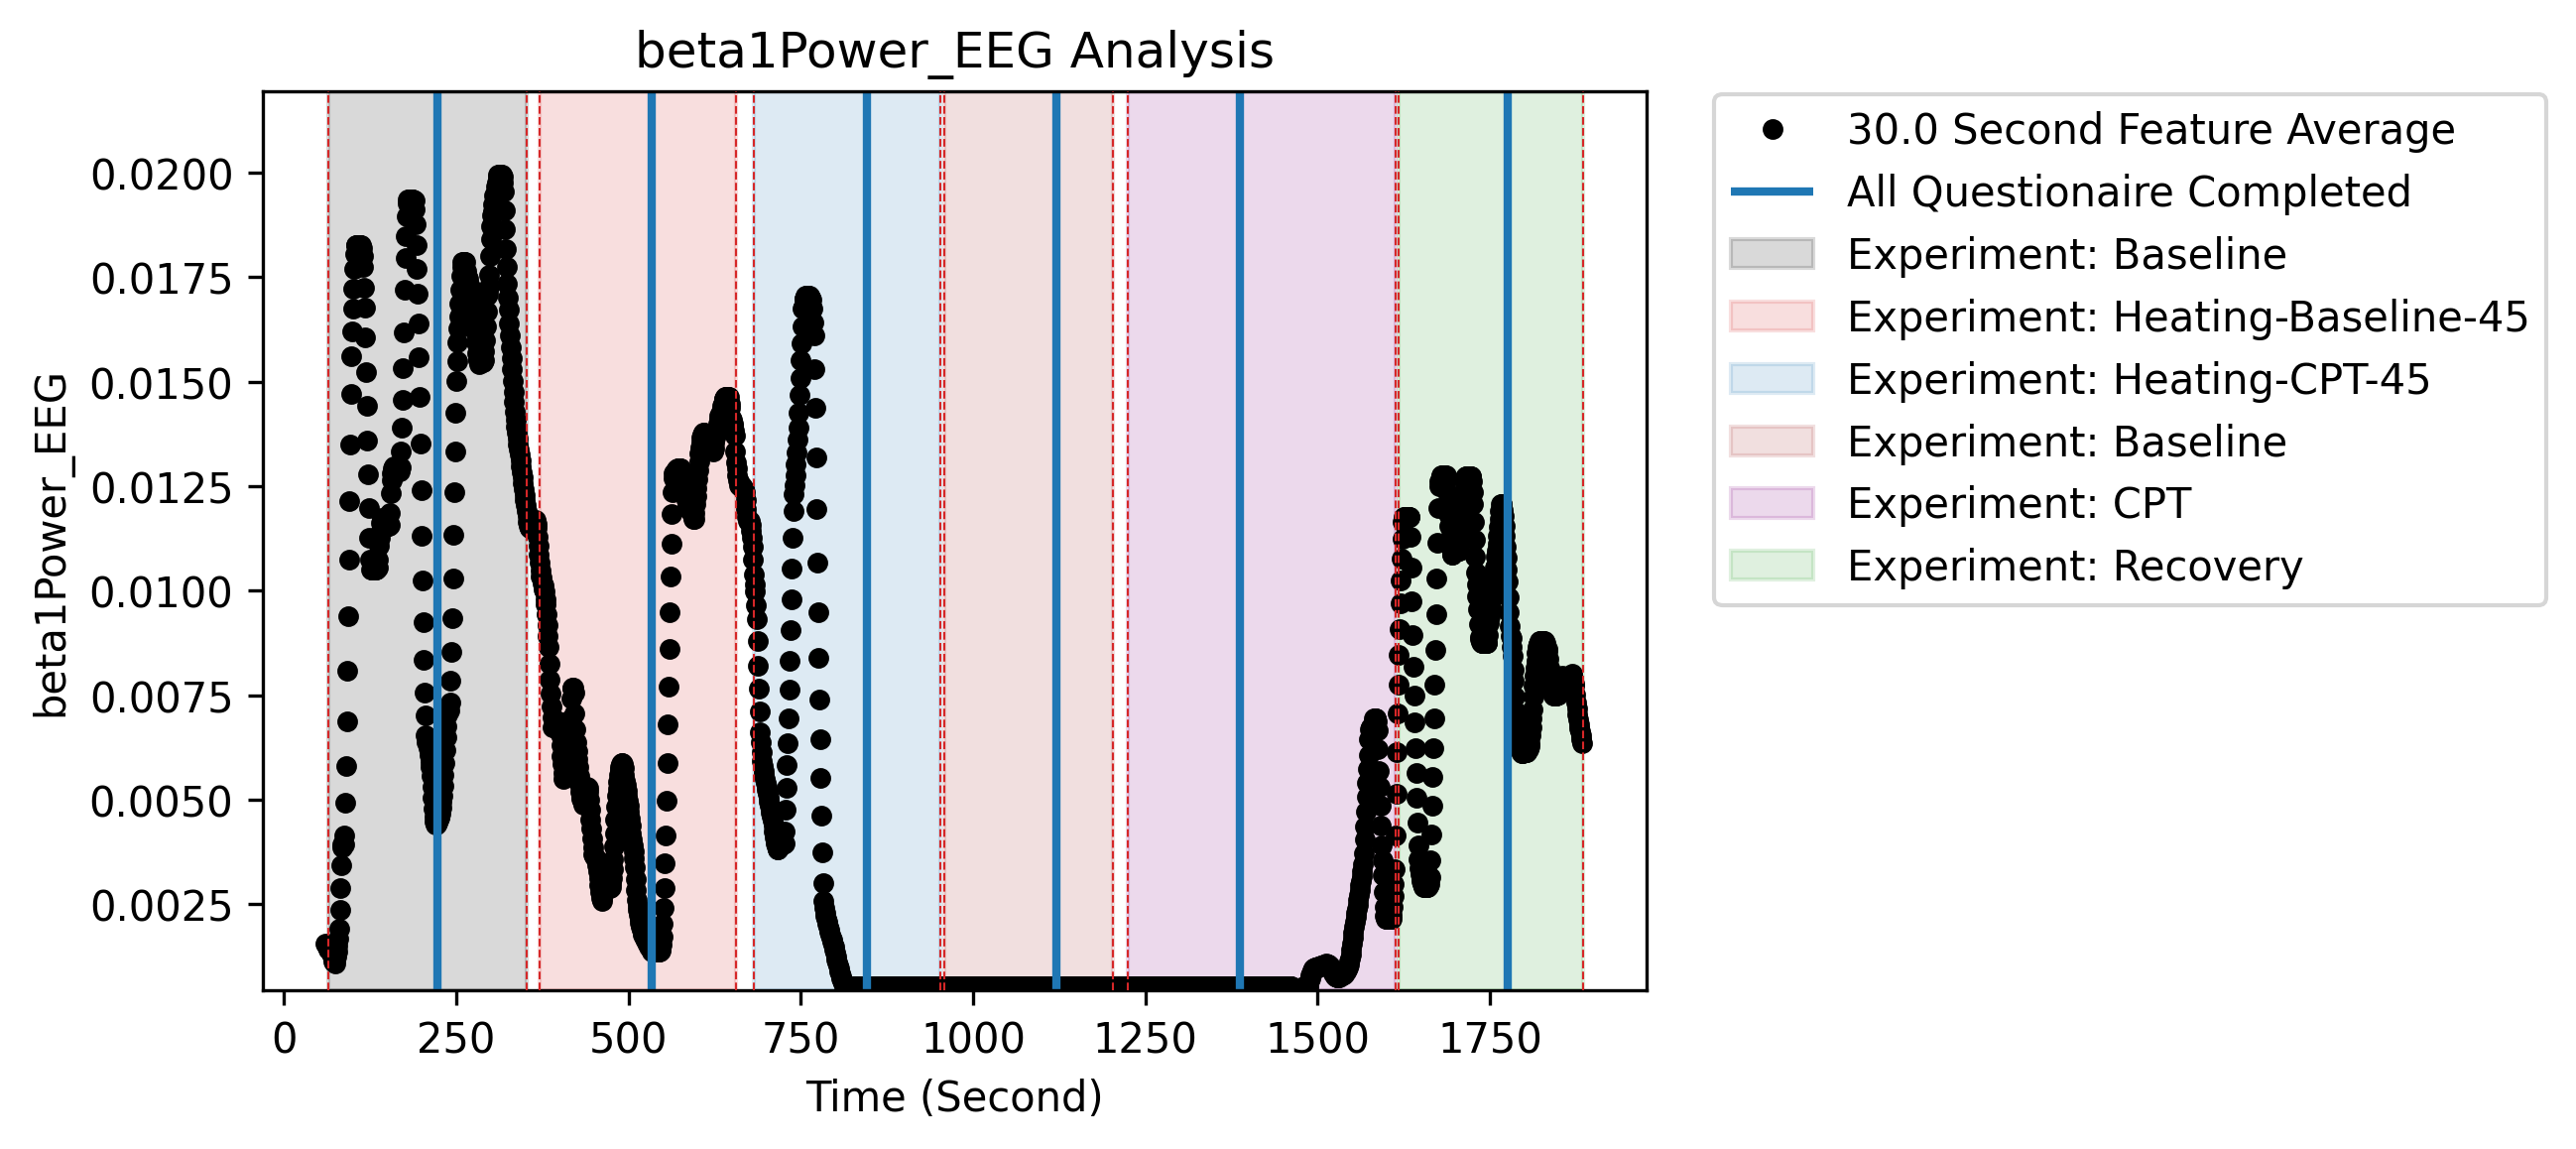 beta1Power_EEG Analysis
0.0200
0.0175
0.0150
0.0125
0.0100
0.0075
0.0050
0.0025
beta1Power_EEG
0 250 500 750 1000 1250 1500 1750
Time (Second)
30.0 Second Feature Average
All Questionaire Completed
Experiment: Baseline
Experiment: Heating-Baseline-45
Experiment: Heating-CPT-45
Experiment: Baseline
Experiment: CPT
Experiment: Recovery